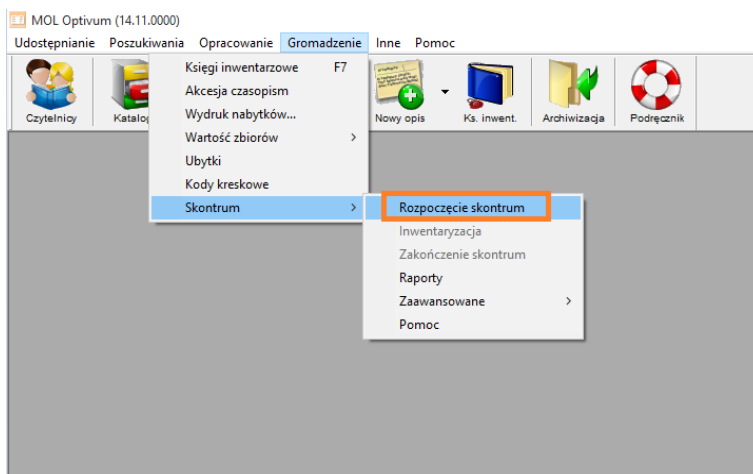 MOL Optivum (14.11.0000)
Udostępnianie Poszukiwania Opracowanie Gromadzenie Inne Pomoc
Czytelnicy Katalog Nowy opis Ks. inwent. Archiwizacja Podręcznik
Księgi inwentarzowe F7
Akcesja czasopism
Wydruk nabytków...
Wartość zbiorów >
Ubytki
Kody kreskowe
Skontrum >
Rozpoczęcie skontrum
Inwentaryzacja
Zakończenie skontrum
Raporty
Zaawansowane >
Pomoc